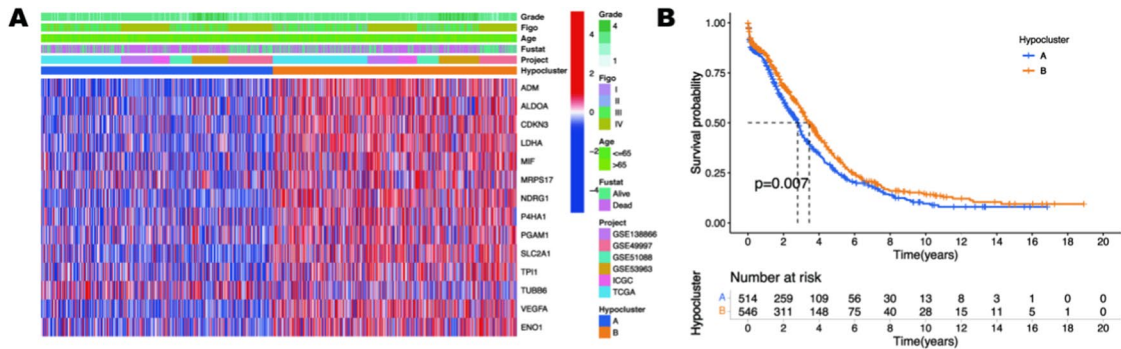 A
Grade
Figo
Age
Fustat
Project
Hypocluster
ADM
ALDOA
CDKN3
LDHA
MIF
MRPS17
NDRG1
P4HA1
PGAM1
SLC2A1
TPI1
TUBB6
VEGFA
ENO1
4
2
0
-2
-4
Grade
4
1
Figo
I
II
III
IV
Age
<=65
>65
Fustat
Alive
Dead
Project
GSE138866
GSE49997
GSE51088
GSE53963
ICGC
TCGA
Hypocluster
A
B
B
Survival probability
1.00
0.75
0.50
0.25
0.00
p=0.007
Hypocluster
A
B
0 2 4 6 8 10 12 14 16 18 20
Time(years)
Number at risk
Hypocluster
A 514 259 109 56 30 13 8 3 1 0 0
B 546 311 148 75 40 28 15 11 5 1 0
0 2 4 6 8 10 12 14 16 18 20
Time(years)